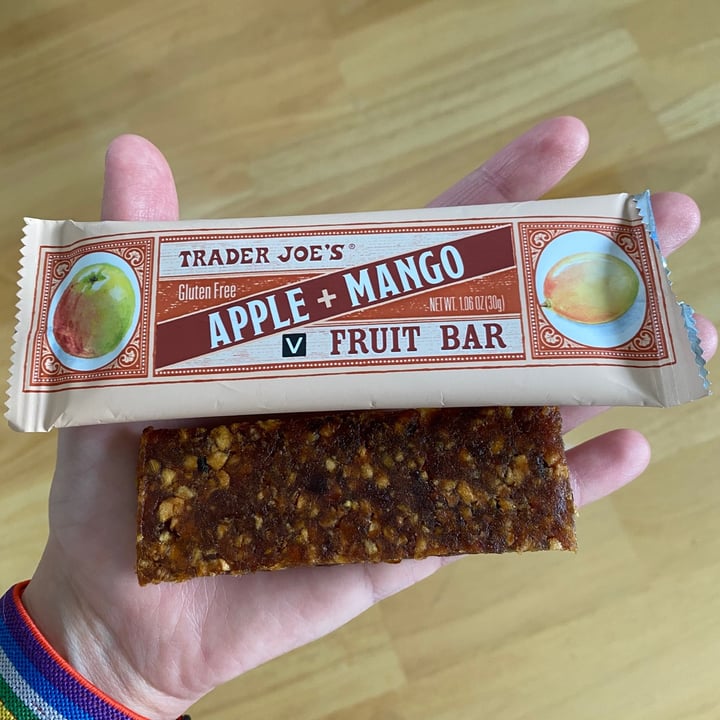 TRADER JOE'S®
Gluten Free
APPLE + MANGO
NET WT. 1.06 OZ (30g)
V FRUIT BAR